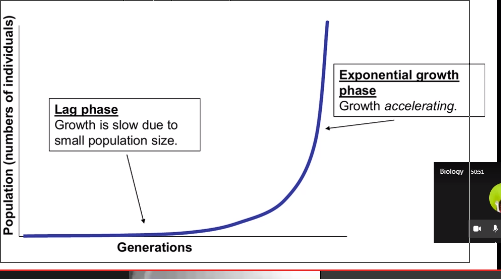 Population (numbers of individuals)
Lag phase
Growth is slow due to
small population size.
Exponential growth
phase
Growth accelerating.
Generations
Biology 5051